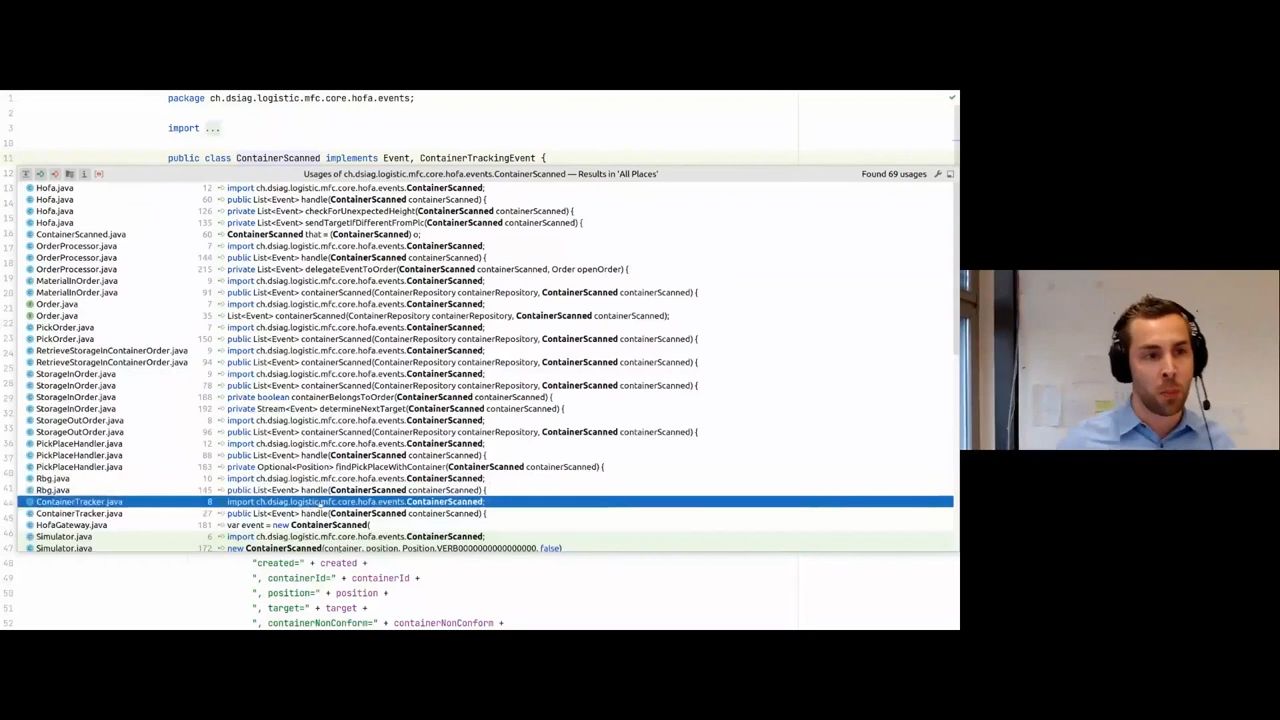 1 package ch.dsiag.logistic.mfc.core.hofa.events;
2
3 import ...
10
11 public class ContainerScanned implements Event, ContainerTrackingEvent {
12 Usages of ch.dsiag.logistic.mfc.core.hofa.events.ContainerScanned — Results in 'All Places' Found 69 usages
Hofa.java 12 import ch.dsiag.logistic.mfc.core.hofa.events.ContainerScanned;
Hofa.java 60 public List<Event> handle(ContainerScanned containerScanned) {
Hofa.java 126 private List<Event> checkForUnexpectedHeight(ContainerScanned containerScanned) {
Hofa.java 135 private List<Event> sendTargetIfDifferentFromPlc(ContainerScanned containerScanned) {
ContainerScanned.java 60 ContainerScanned that = (ContainerScanned) o;
OrderProcessor.java 7 import ch.dsiag.logistic.mfc.core.hofa.events.ContainerScanned;
OrderProcessor.java 144 public List<Event> handle(ContainerScanned containerScanned) {
OrderProcessor.java 215 private List<Event> delegateEventToOrder(ContainerScanned containerScanned, Order openOrder) {
MaterialInOrder.java 9 import ch.dsiag.logistic.mfc.core.hofa.events.ContainerScanned;
MaterialInOrder.java 91 public List<Event> containerScanned(ContainerRepository containerRepository, ContainerScanned containerScanned) {
Order.java 7 import ch.dsiag.logistic.mfc.core.hofa.events.ContainerScanned;
Order.java 35 List<Event> containerScanned(ContainerRepository containerRepository, ContainerScanned containerScanned);
PickOrder.java 7 import ch.dsiag.logistic.mfc.core.hofa.events.ContainerScanned;
PickOrder.java 150 public List<Event> containerScanned(ContainerRepository containerRepository, ContainerScanned containerScanned) {
RetrieveStorageInContainerOrder.java 9 import ch.dsiag.logistic.mfc.core.hofa.events.ContainerScanned;
RetrieveStorageInContainerOrder.java 94 public List<Event> containerScanned(ContainerRepository containerRepository, ContainerScanned containerScanned) {
StorageInOrder.java 9 import ch.dsiag.logistic.mfc.core.hofa.events.ContainerScanned;
StorageInOrder.java 78 public List<Event> containerScanned(ContainerRepository containerRepository, ContainerScanned containerScanned) {
StorageInOrder.java 188 private boolean containerBelongsToOrder(ContainerScanned containerScanned) {
StorageInOrder.java 192 private Stream<Event> determineNextTarget(ContainerScanned containerScanned) {
StorageOutOrder.java 8 import ch.dsiag.logistic.mfc.core.hofa.events.ContainerScanned;
StorageOutOrder.java 96 public List<Event> containerScanned(ContainerRepository containerRepository, ContainerScanned containerScanned) {
PickPlaceHandler.java 12 import ch.dsiag.logistic.mfc.core.hofa.events.ContainerScanned;
PickPlaceHandler.java 88 public List<Event> handle(ContainerScanned containerScanned) {
PickPlaceHandler.java 183 private Optional<Position> findPickPlaceWithContainer(ContainerScanned containerScanned) {
Rbg.java 10 import ch.dsiag.logistic.mfc.core.hofa.events.ContainerScanned;
Rbg.java 145 public List<Event> handle(ContainerScanned containerScanned) {
ContainerTracker.java 8 import ch.dsiag.logistic.mfc.core.hofa.events.ContainerScanned;
ContainerTracker.java 27 public List<Event> handle(ContainerScanned containerScanned) {
HofaGateway.java 181 var event = new ContainerScanned(
Simulator.java 6 import ch.dsiag.logistic.mfc.core.hofa.events.ContainerScanned;
Simulator.java 172 new ContainerScanned(container, position, Position.VERB0000000000000000, false)
48 "created=" + created +
49 ", containerId=" + containerId +
50 ", position=" + position +
51 ", target=" + target +
52 ", containerNonConform=" + containerNonConform +